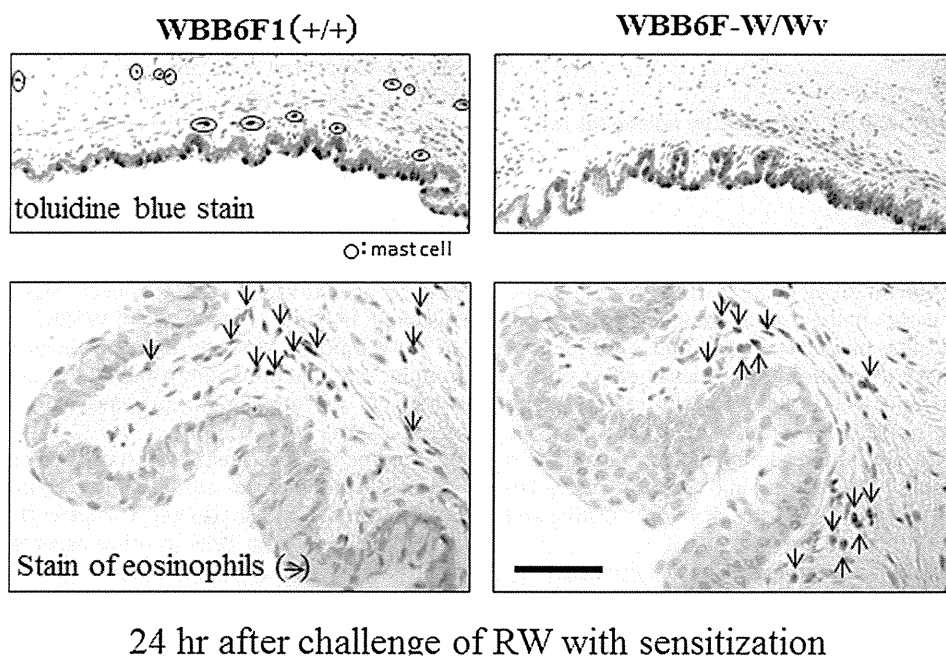 WBB6F1(+/+)
WBB6F-W/Wv
toluidine blue stain
○: mast cell
Stain of eosinophils (→)
24 hr after challenge of RW with sensitization